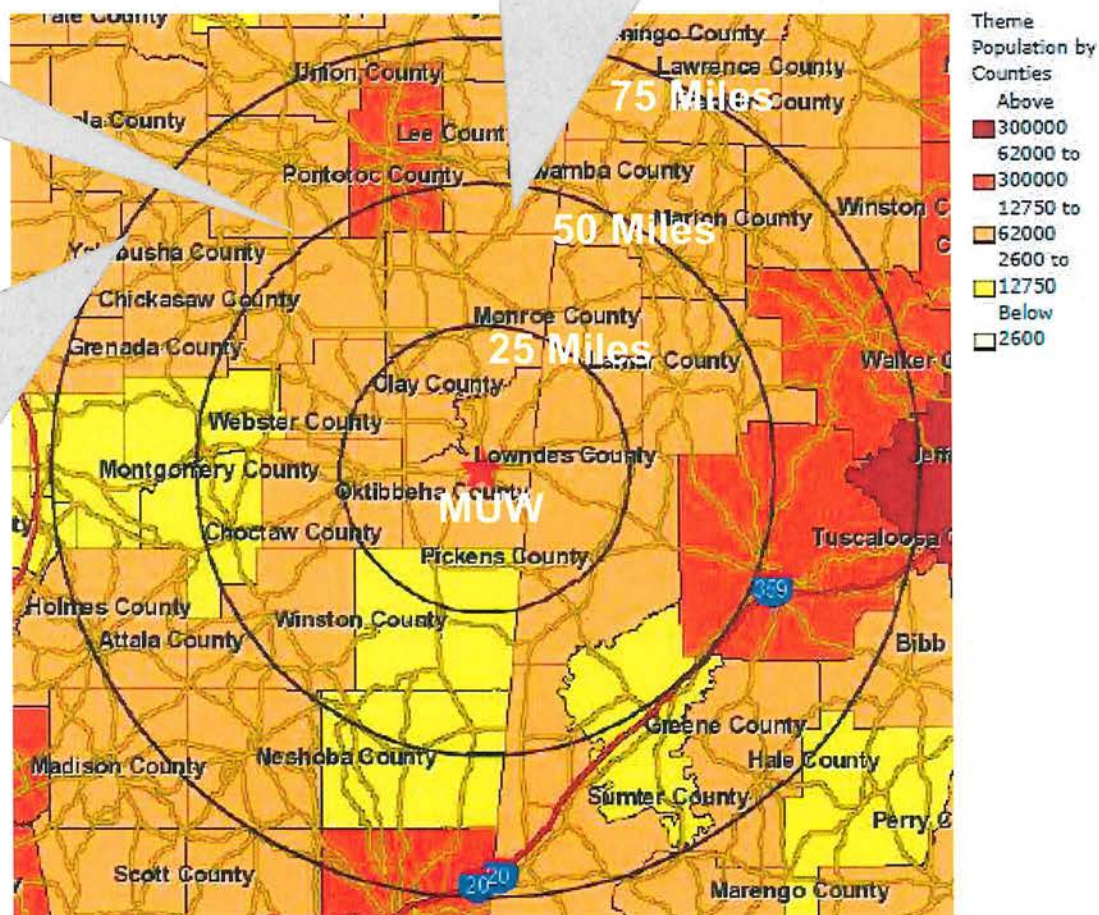 Union County
Lawrence County
75 Miles
County
Lee
Pontotoc County
County
50 Miles
Marion County
Winston
Chickasaw County
Monroe County
Grenada County
25 Miles
Lamar County
Walker
Clay County
Webster County
Lowndes County
Montgomery County
Oktibbeha County
MUW
Choctaw County
Tuscaloosa
Pickens County
359
Holmes County
Winston County
Attala County
Bibb
Greene County
Neshoba County
Hale County
Madison County
Sumter County
Perry
Scott County
20
20
Marengo County
Theme
Population by
Counties
Above
300000
62000 to
300000
12750 to
62000
2600 to
12750
Below
2600